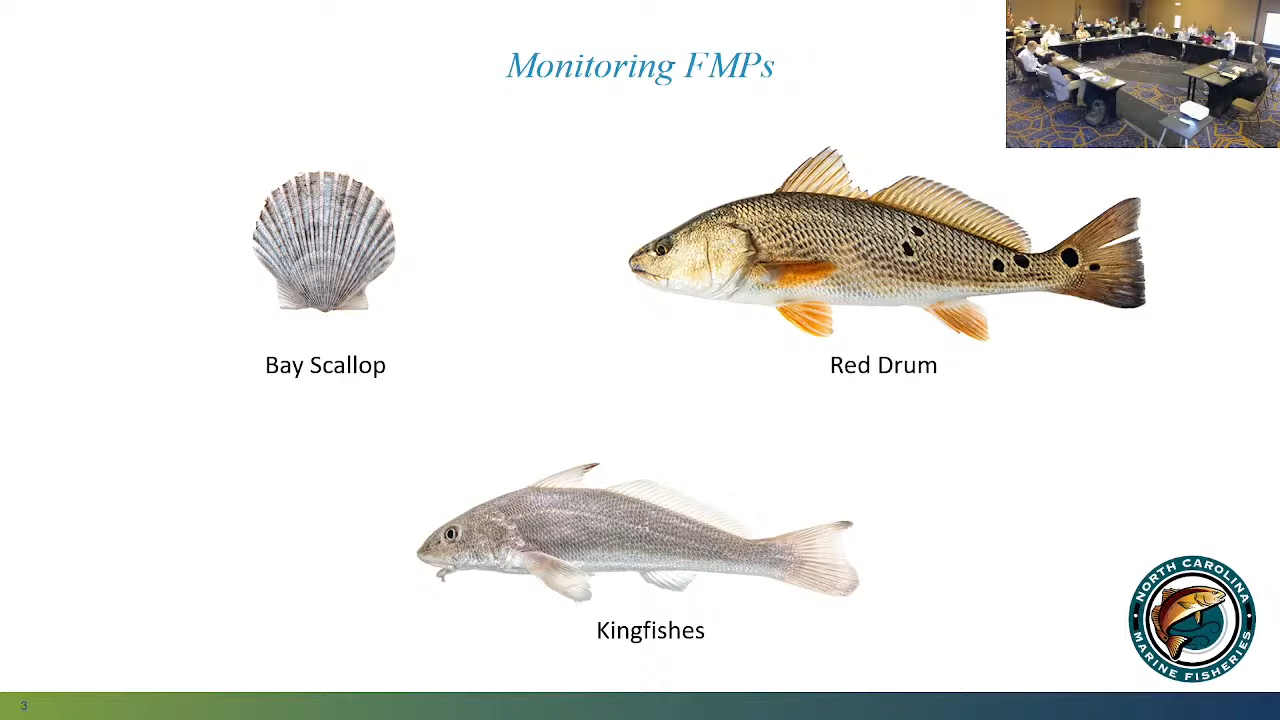 Monitoring FMPs
Bay Scallop
Red Drum
Kingfishes
NORTH CAROLINA
MARINE FISHERIES
3